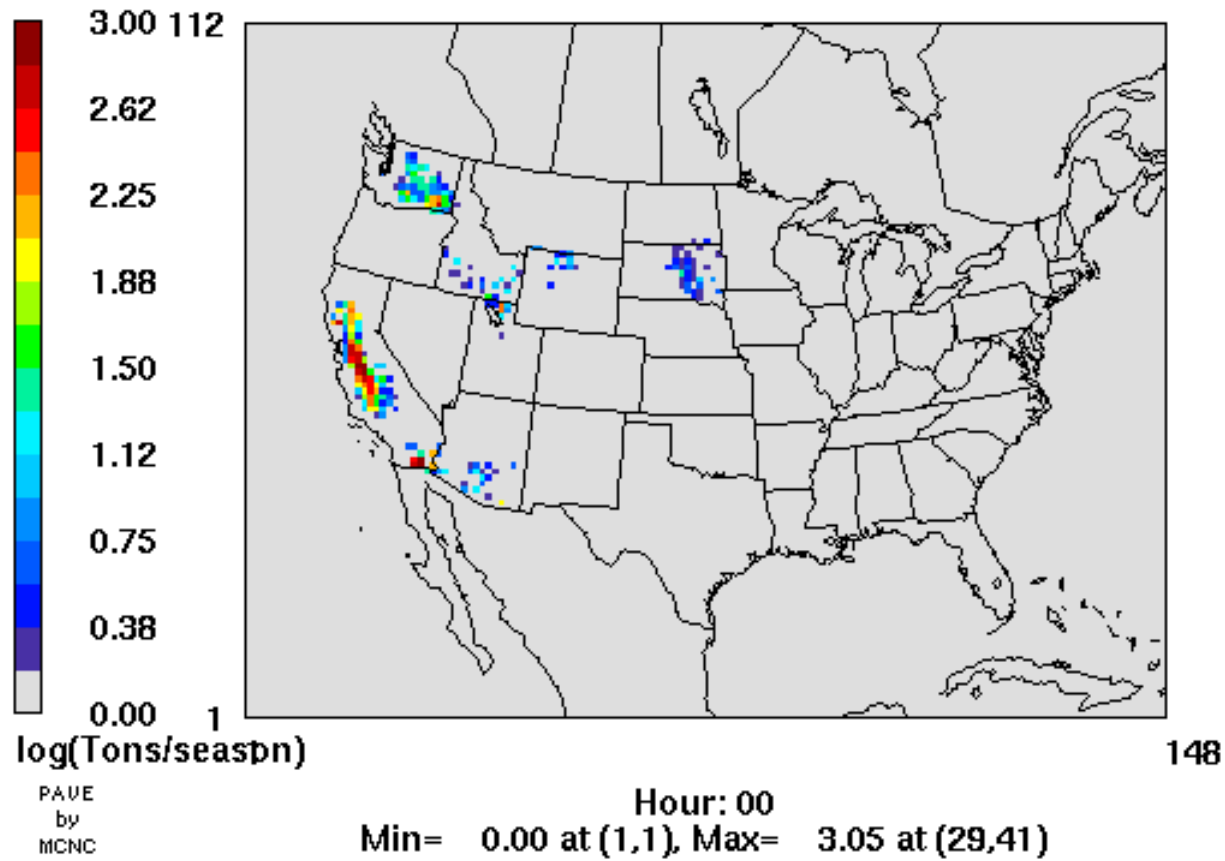 3.00 112
2.62
2.25
1.88
1.50
1.12
0.75
0.38
0.00 1
1
log(Tons/season) 148
PAVE
by
MCNC
Hour: 00
Min= 0.00 at (1,1), Max= 3.05 at (29,41)